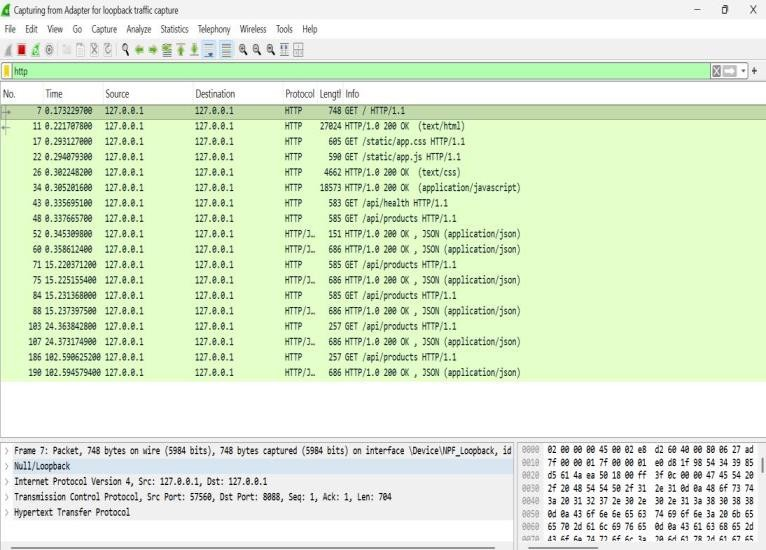 Capturing from Adapter for loopback traffic capture
File Edit View Go Capture Analyze Statistics Telephony Wireless Tools Help
http
No. Time Source Destination Protocol Length Info
7 0.173229700 127.0.0.1 127.0.0.1 HTTP 748 GET / HTTP/1.1
11 0.221707800 127.0.0.1 127.0.0.1 HTTP 27024 HTTP/1.0 200 OK (text/html)
17 0.293127000 127.0.0.1 127.0.0.1 HTTP 605 GET /static/app.css HTTP/1.1
22 0.294079300 127.0.0.1 127.0.0.1 HTTP 590 GET /static/app.js HTTP/1.1
26 0.302248200 127.0.0.1 127.0.0.1 HTTP 4662 HTTP/1.0 200 OK (text/css)
34 0.305201600 127.0.0.1 127.0.0.1 HTTP 18573 HTTP/1.0 200 OK (application/javascript)
43 0.335695100 127.0.0.1 127.0.0.1 HTTP 583 GET /api/health HTTP/1.1
48 0.337665700 127.0.0.1 127.0.0.1 HTTP 585 GET /api/products HTTP/1.1
52 0.345309800 127.0.0.1 127.0.0.1 HTTP/J… 151 HTTP/1.0 200 OK , JSON (application/json)
60 0.358612400 127.0.0.1 127.0.0.1 HTTP/J… 686 HTTP/1.0 200 OK , JSON (application/json)
71 15.220371200 127.0.0.1 127.0.0.1 HTTP 585 GET /api/products HTTP/1.1
75 15.225155400 127.0.0.1 127.0.0.1 HTTP/J… 686 HTTP/1.0 200 OK , JSON (application/json)
84 15.231368000 127.0.0.1 127.0.0.1 HTTP 585 GET /api/products HTTP/1.1
88 15.237397500 127.0.0.1 127.0.0.1 HTTP/J… 686 HTTP/1.0 200 OK , JSON (application/json)
103 24.363842800 127.0.0.1 127.0.0.1 HTTP 257 GET /api/products HTTP/1.1
107 24.373174900 127.0.0.1 127.0.0.1 HTTP/J… 686 HTTP/1.0 200 OK , JSON (application/json)
186 102.590625200 127.0.0.1 127.0.0.1 HTTP 257 GET /api/products HTTP/1.1
190 102.594579400 127.0.0.1 127.0.0.1 HTTP/J… 686 HTTP/1.0 200 OK , JSON (application/json)
Frame 7: Packet, 748 bytes on wire (5984 bits), 748 bytes captured (5984 bits) on interface \Device\NPF_Loopback, id
Null/Loopback
Internet Protocol Version 4, Src: 127.0.0.1, Dst: 127.0.0.1
Transmission Control Protocol, Src Port: 57560, Dst Port: 8088, Seq: 1, Ack: 1, Len: 704
Hypertext Transfer Protocol
0000 02 00 00 00 45 00 02 e8 d2 60 40 00 80 06 27 ad
0010 7f 00 00 01 7f 00 00 01 e0 d8 1f 98 54 34 39 85
0020 d5 61 4a ea 50 18 00 ff 3f 0c 00 00 47 45 54 20
0030 2f 20 48 54 54 50 2f 31 2e 31 0d 0a 48 6f 73 74
0040 3a 20 31 32 37 2e 30 2e 30 2e 31 3a 38 30 38 38
0050 0d 0a 43 6f 6e 6e 65 63 74 69 6f 6e 3a 20 6b 65
0060 65 70 2d 61 6c 69 76 65 0d 0a 43 61 63 68 65 2d
0070 43 6f 6e 74 72 6f 6c 3a 20 6d 61 78 2d 61 67 65